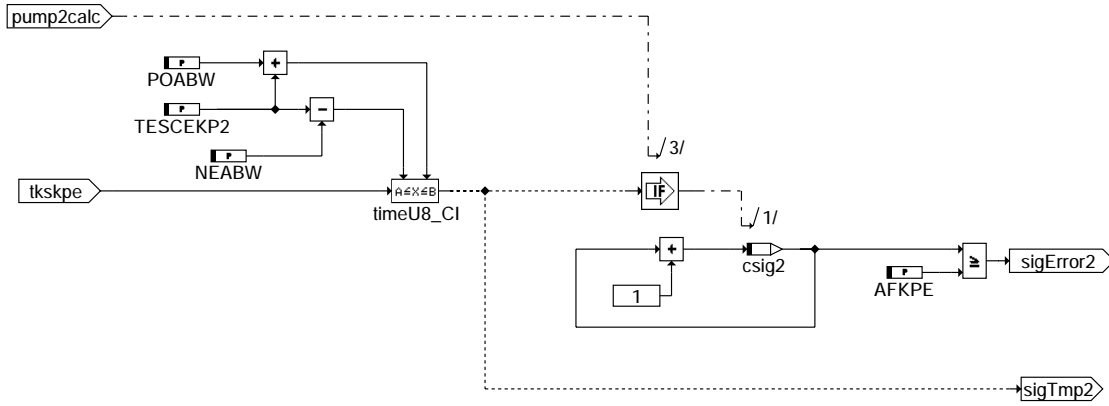 pump2calc
P
+
POABW
P
TESCEKP2
-
P
NEABW
/ 3/
tkskpe
A≤X≤B
timeU8_CI
IF
/ 1/
+
csig2
1
P
AFKPE
≥
sigError2
sigTmp2